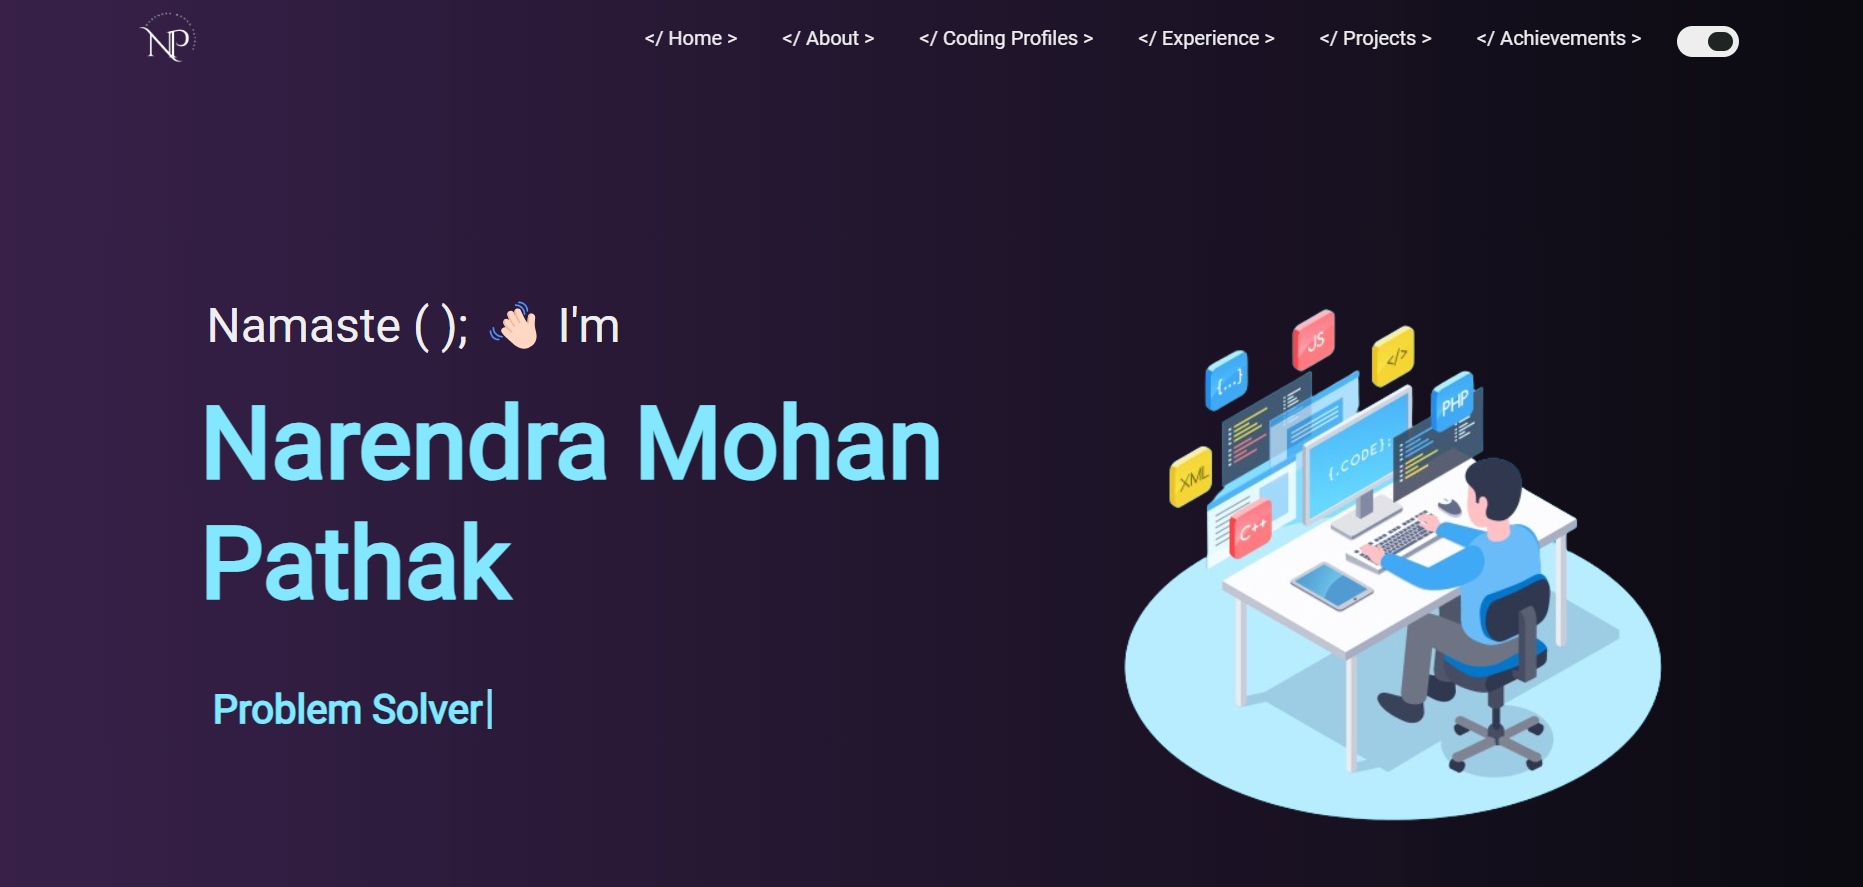 NP
</ Home > </ About > </ Coding Profiles > </ Experience > </ Projects > </ Achievements >
Namaste ( ); 👋 I'm
Narendra Mohan
Pathak
Problem Solver|
JS
</>
{...}
PHP
{.CODE};
XML
C++